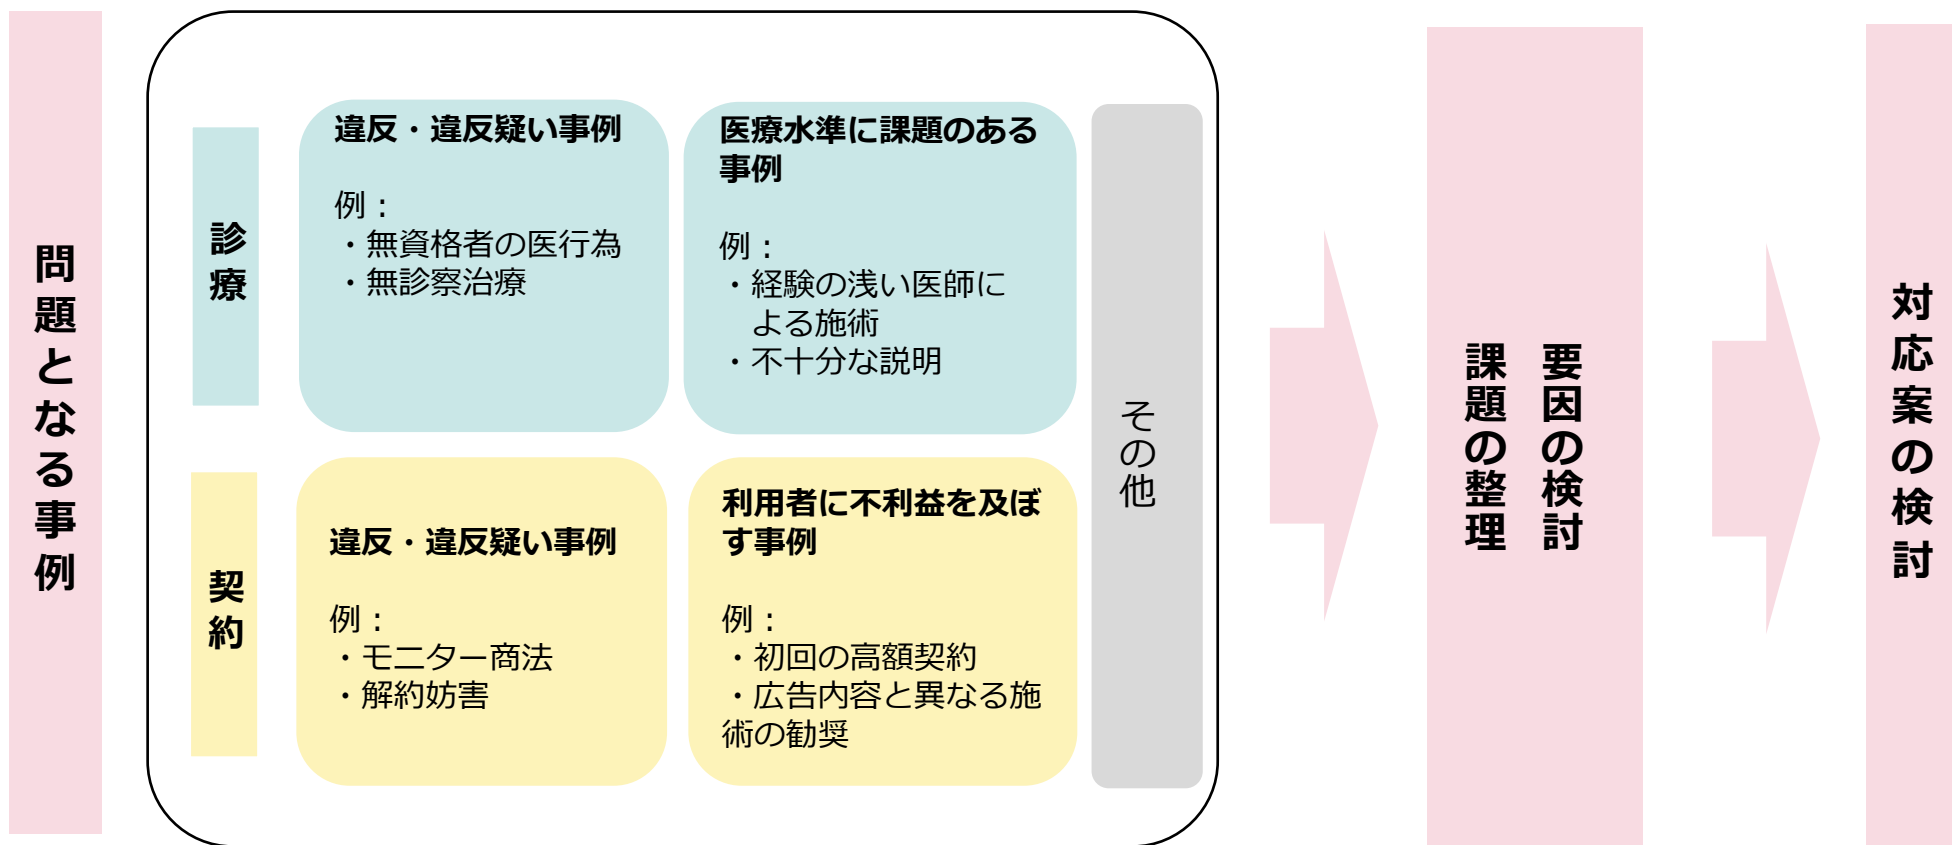 問題となる事例
診療
違反・違反疑い事例
例:
・無資格者の医行為
・無診察治療
医療水準に課題のある
事例
例:
・経験の浅い医師に
よる施術
・不十分な説明
契約
違反・違反疑い事例
例:
・モニター商法
・解約妨害
利用者に不利益を及ぼ
す事例
例:
・初回の高額契約
・広告内容と異なる施
術の勧奨
その他
要因の検討
課題の整理
対応案の検討